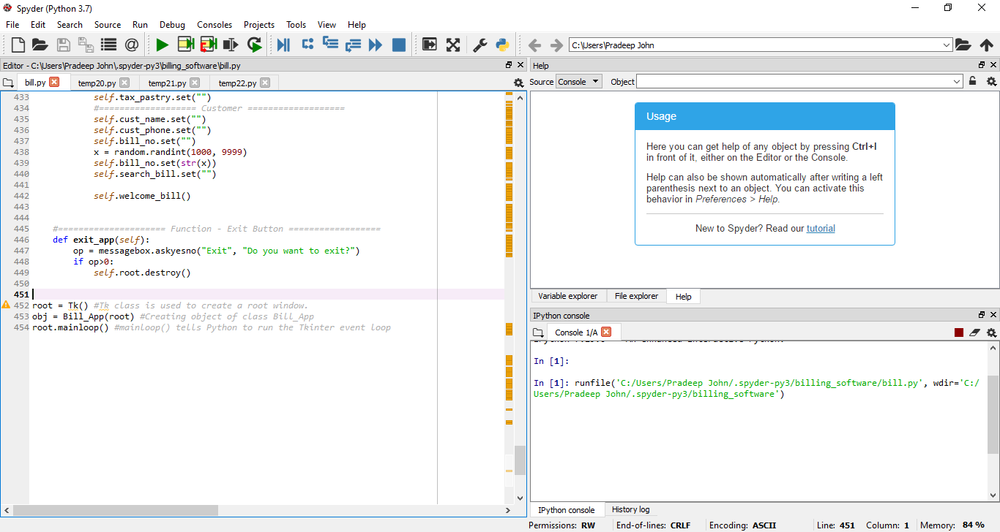 Spyder (Python 3.7)
File Edit Search Source Run Debug Consoles Projects Tools View Help
C:\Users\Pradeep John
Editor - C:\Users\Pradeep John\.spyder-py3\billing_software\bill.py
bill.py temp20.py temp21.py temp22.py
433 self.tax_pastry.set("")
434 #=================== Customer ===================
435 self.cust_name.set("")
436 self.cust_phone.set("")
437 self.bill_no.set("")
438 x = random.randint(1000, 9999)
439 self.bill_no.set(str(x))
440 self.search_bill.set("")
441
442 self.welcome_bill()
443
444
445 #===================== Function - Exit Button ==================
446 def exit_app(self):
447 op = messagebox.askyesno("Exit", "Do you want to exit?")
448 if op>0:
449 self.root.destroy()
450
451
452 root = Tk() #Tk class is used to create a root window.
453 obj = Bill_App(root) #Creating object of class Bill_App
454 root.mainloop() #mainloop() tells Python to run the Tkinter event loop
Help
Source Console Object
Usage
Here you can get help of any object by pressing Ctrl+I
in front of it, either on the Editor or the Console.
Help can also be shown automatically after writing a left
parenthesis next to an object. You can activate this
behavior in Preferences > Help.
New to Spyder? Read our tutorial
Variable explorer File explorer Help
IPython console
Console 1/A
In [1]:
In [1]: runfile('C:/Users/Pradeep John/.spyder-py3/billing_software/bill.py', wdir='C:/
Users/Pradeep John/.spyder-py3/billing_software')
IPython console History log
Permissions: RW End-of-lines: CRLF Encoding: ASCII Line: 451 Column: 1 Memory: 84 %